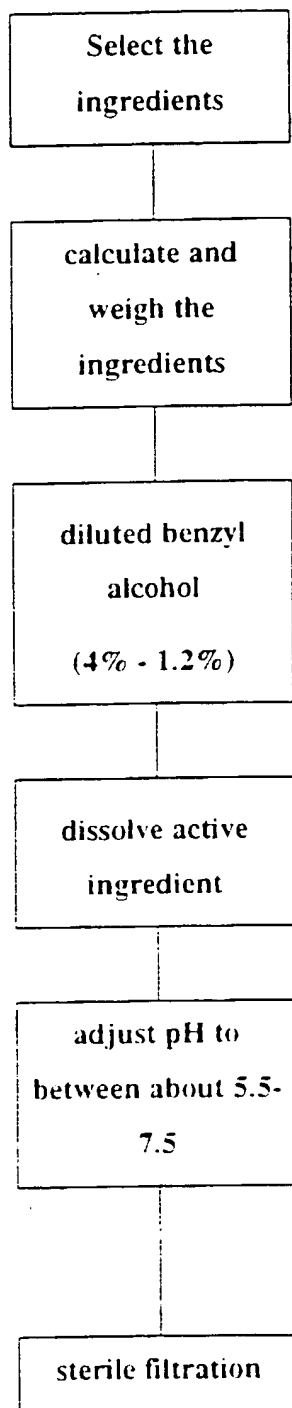 Select the
ingredients
calculate and
weigh the
ingredients
diluted benzyl
alcohol
(4% - 1.2%)
dissolve active
ingredient
adjust pH to
between about 5.5-
7.5
sterile filtration